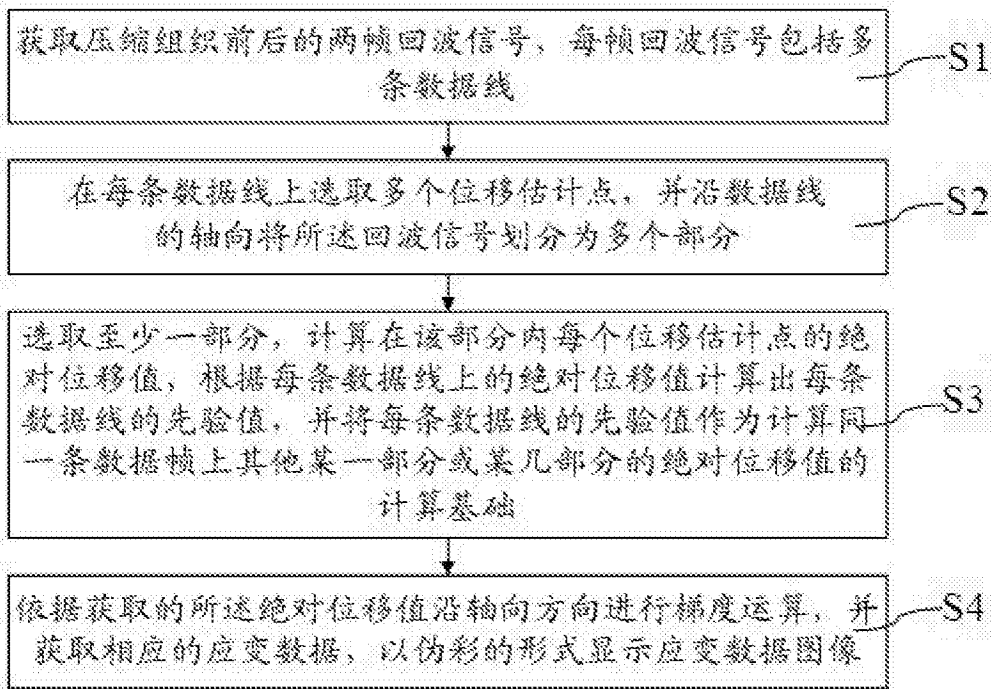 获取压缩组织前后的两帧回波信号，每帧回波信号包括多
条数据线
S1
在每条数据线上选取多个位移估计点，并沿数据线
的轴向将所述回波信号划分为多个部分
S2
选取至少一部分，计算在该部分内每个位移估计点的绝
对位移值，根据每条数据线上的绝对位移值计算出每条
数据线的先验值，并将每条数据线的先验值作为计算同
一条数据帧上其他某一部分或某几部分的绝对位移值的
计算基础
S3
依据获取的所述绝对位移值沿轴向方向进行梯度运算，并
获取相应的应变数据，以伪彩的形式显示应变数据图像
S4